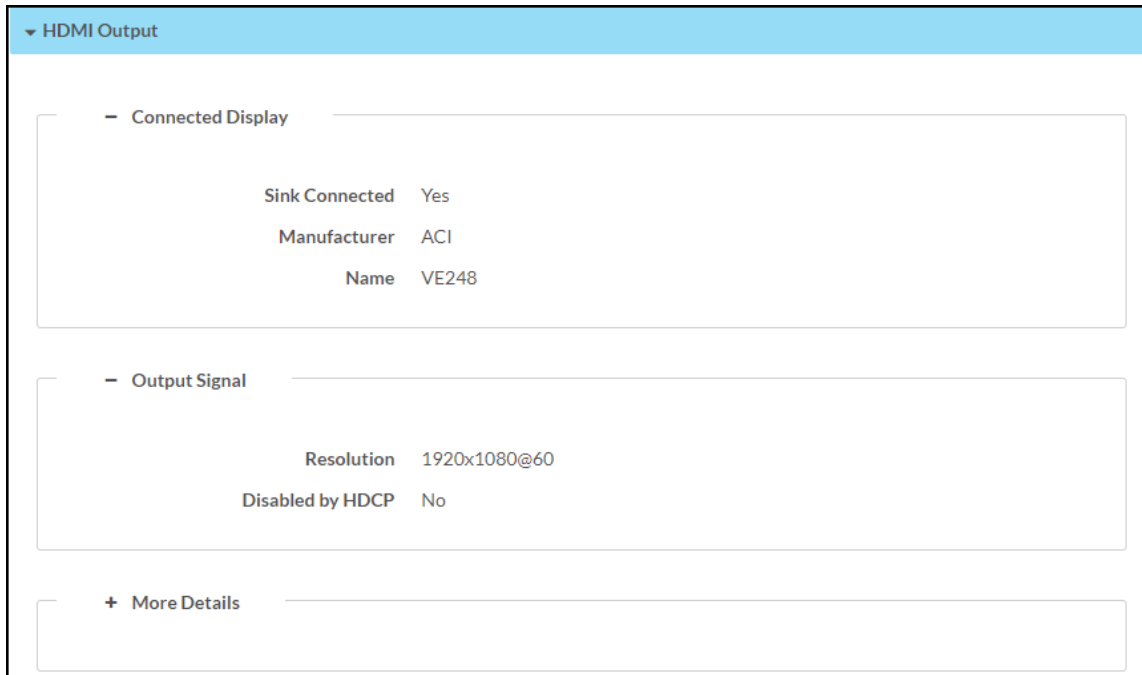 HDMI Output
Connected Display
Sink Connected Yes
Manufacturer ACI
Name VE248
Output Signal
Resolution 1920x1080@60
Disabled by HDCP No
More Details